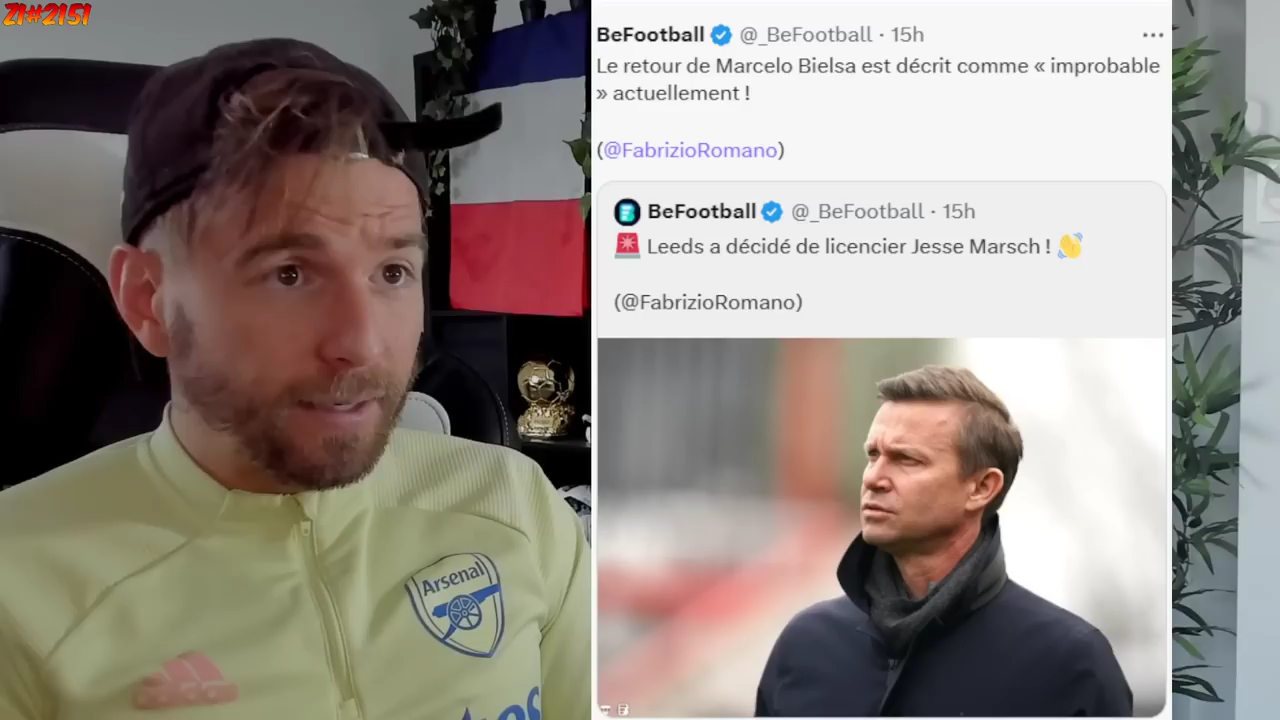 Z1#2151
BeFootball @_BeFootball · 15h
Le retour de Marcelo Bielsa est décrit comme « improbable
» actuellement !
(@FabrizioRomano)
BeFootball @_BeFootball · 15h
🚨 Leeds a décidé de licencier Jesse Marsch ! 👋
(@FabrizioRomano)
Arsenal